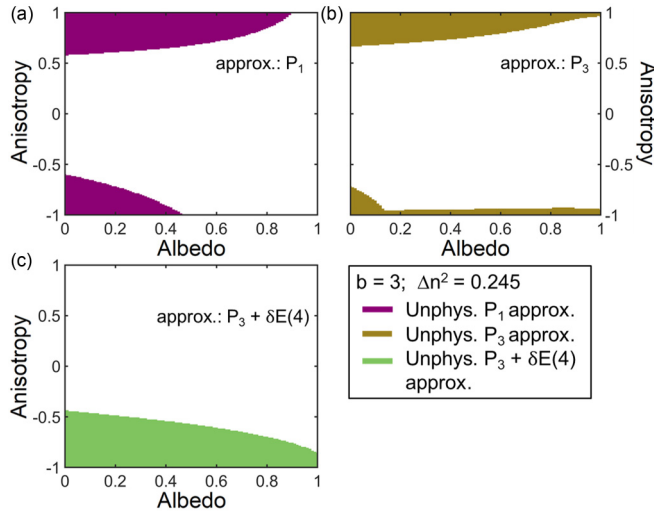 (a)
1
0.5
0
-0.5
-1
Anisotropy
approx.: P₁
0 0.2 0.4 0.6 0.8 1
Albedo
(b)
approx.: P₃
1
0.5
0
-0.5
-1
Anisotropy
0 0.2 0.4 0.6 0.8 1
Albedo
(c)
1
0.5
0
-0.5
-1
Anisotropy
approx.: P₃ + δE(4)
0 0.2 0.4 0.6 0.8 1
Albedo
b = 3; Δn² = 0.245
Unphys. P₁ approx.
Unphys. P₃ approx.
Unphys. P₃ + δE(4)
approx.